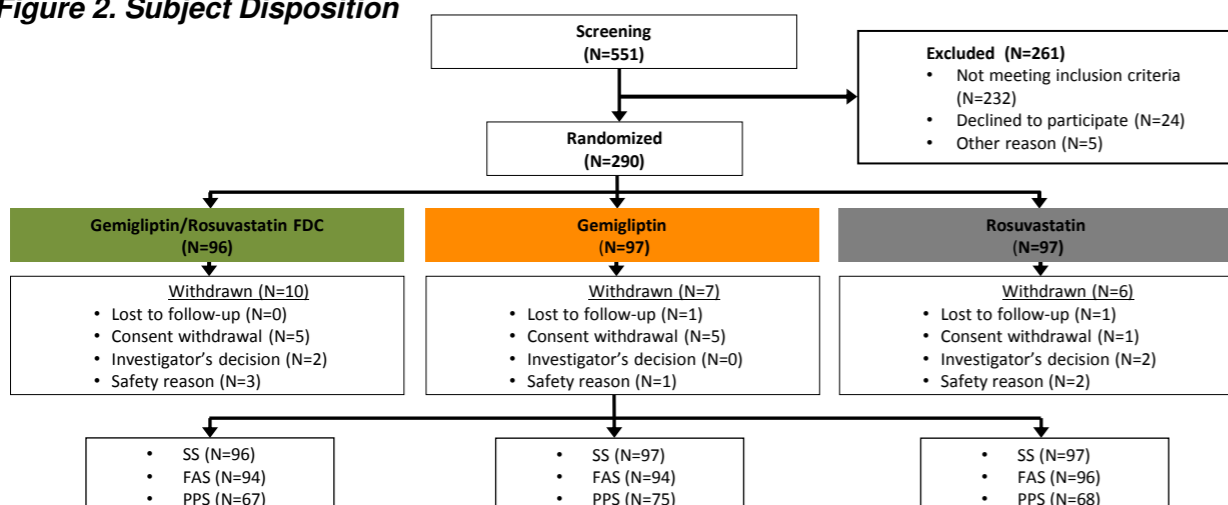 Figure 2. Subject Disposition
Screening
(N=551)
Excluded (N=261)
• Not meeting inclusion criteria
(N=232)
• Declined to participate (N=24)
• Other reason (N=5)
Randomized
(N=290)
Gemigliptin/Rosuvastatin FDC
(N=96)
Gemigliptin
(N=97)
Rosuvastatin
(N=97)
Withdrawn (N=10)
• Lost to follow-up (N=0)
• Consent withdrawal (N=5)
• Investigator's decision (N=2)
• Safety reason (N=3)
Withdrawn (N=7)
• Lost to follow-up (N=1)
• Consent withdrawal (N=5)
• Investigator's decision (N=0)
• Safety reason (N=1)
Withdrawn (N=6)
• Lost to follow-up (N=1)
• Consent withdrawal (N=1)
• Investigator's decision (N=2)
• Safety reason (N=2)
• SS (N=96)
• FAS (N=94)
• PPS (N=67)
• SS (N=97)
• FAS (N=94)
• PPS (N=75)
• SS (N=97)
• FAS (N=96)
• PPS (N=68)